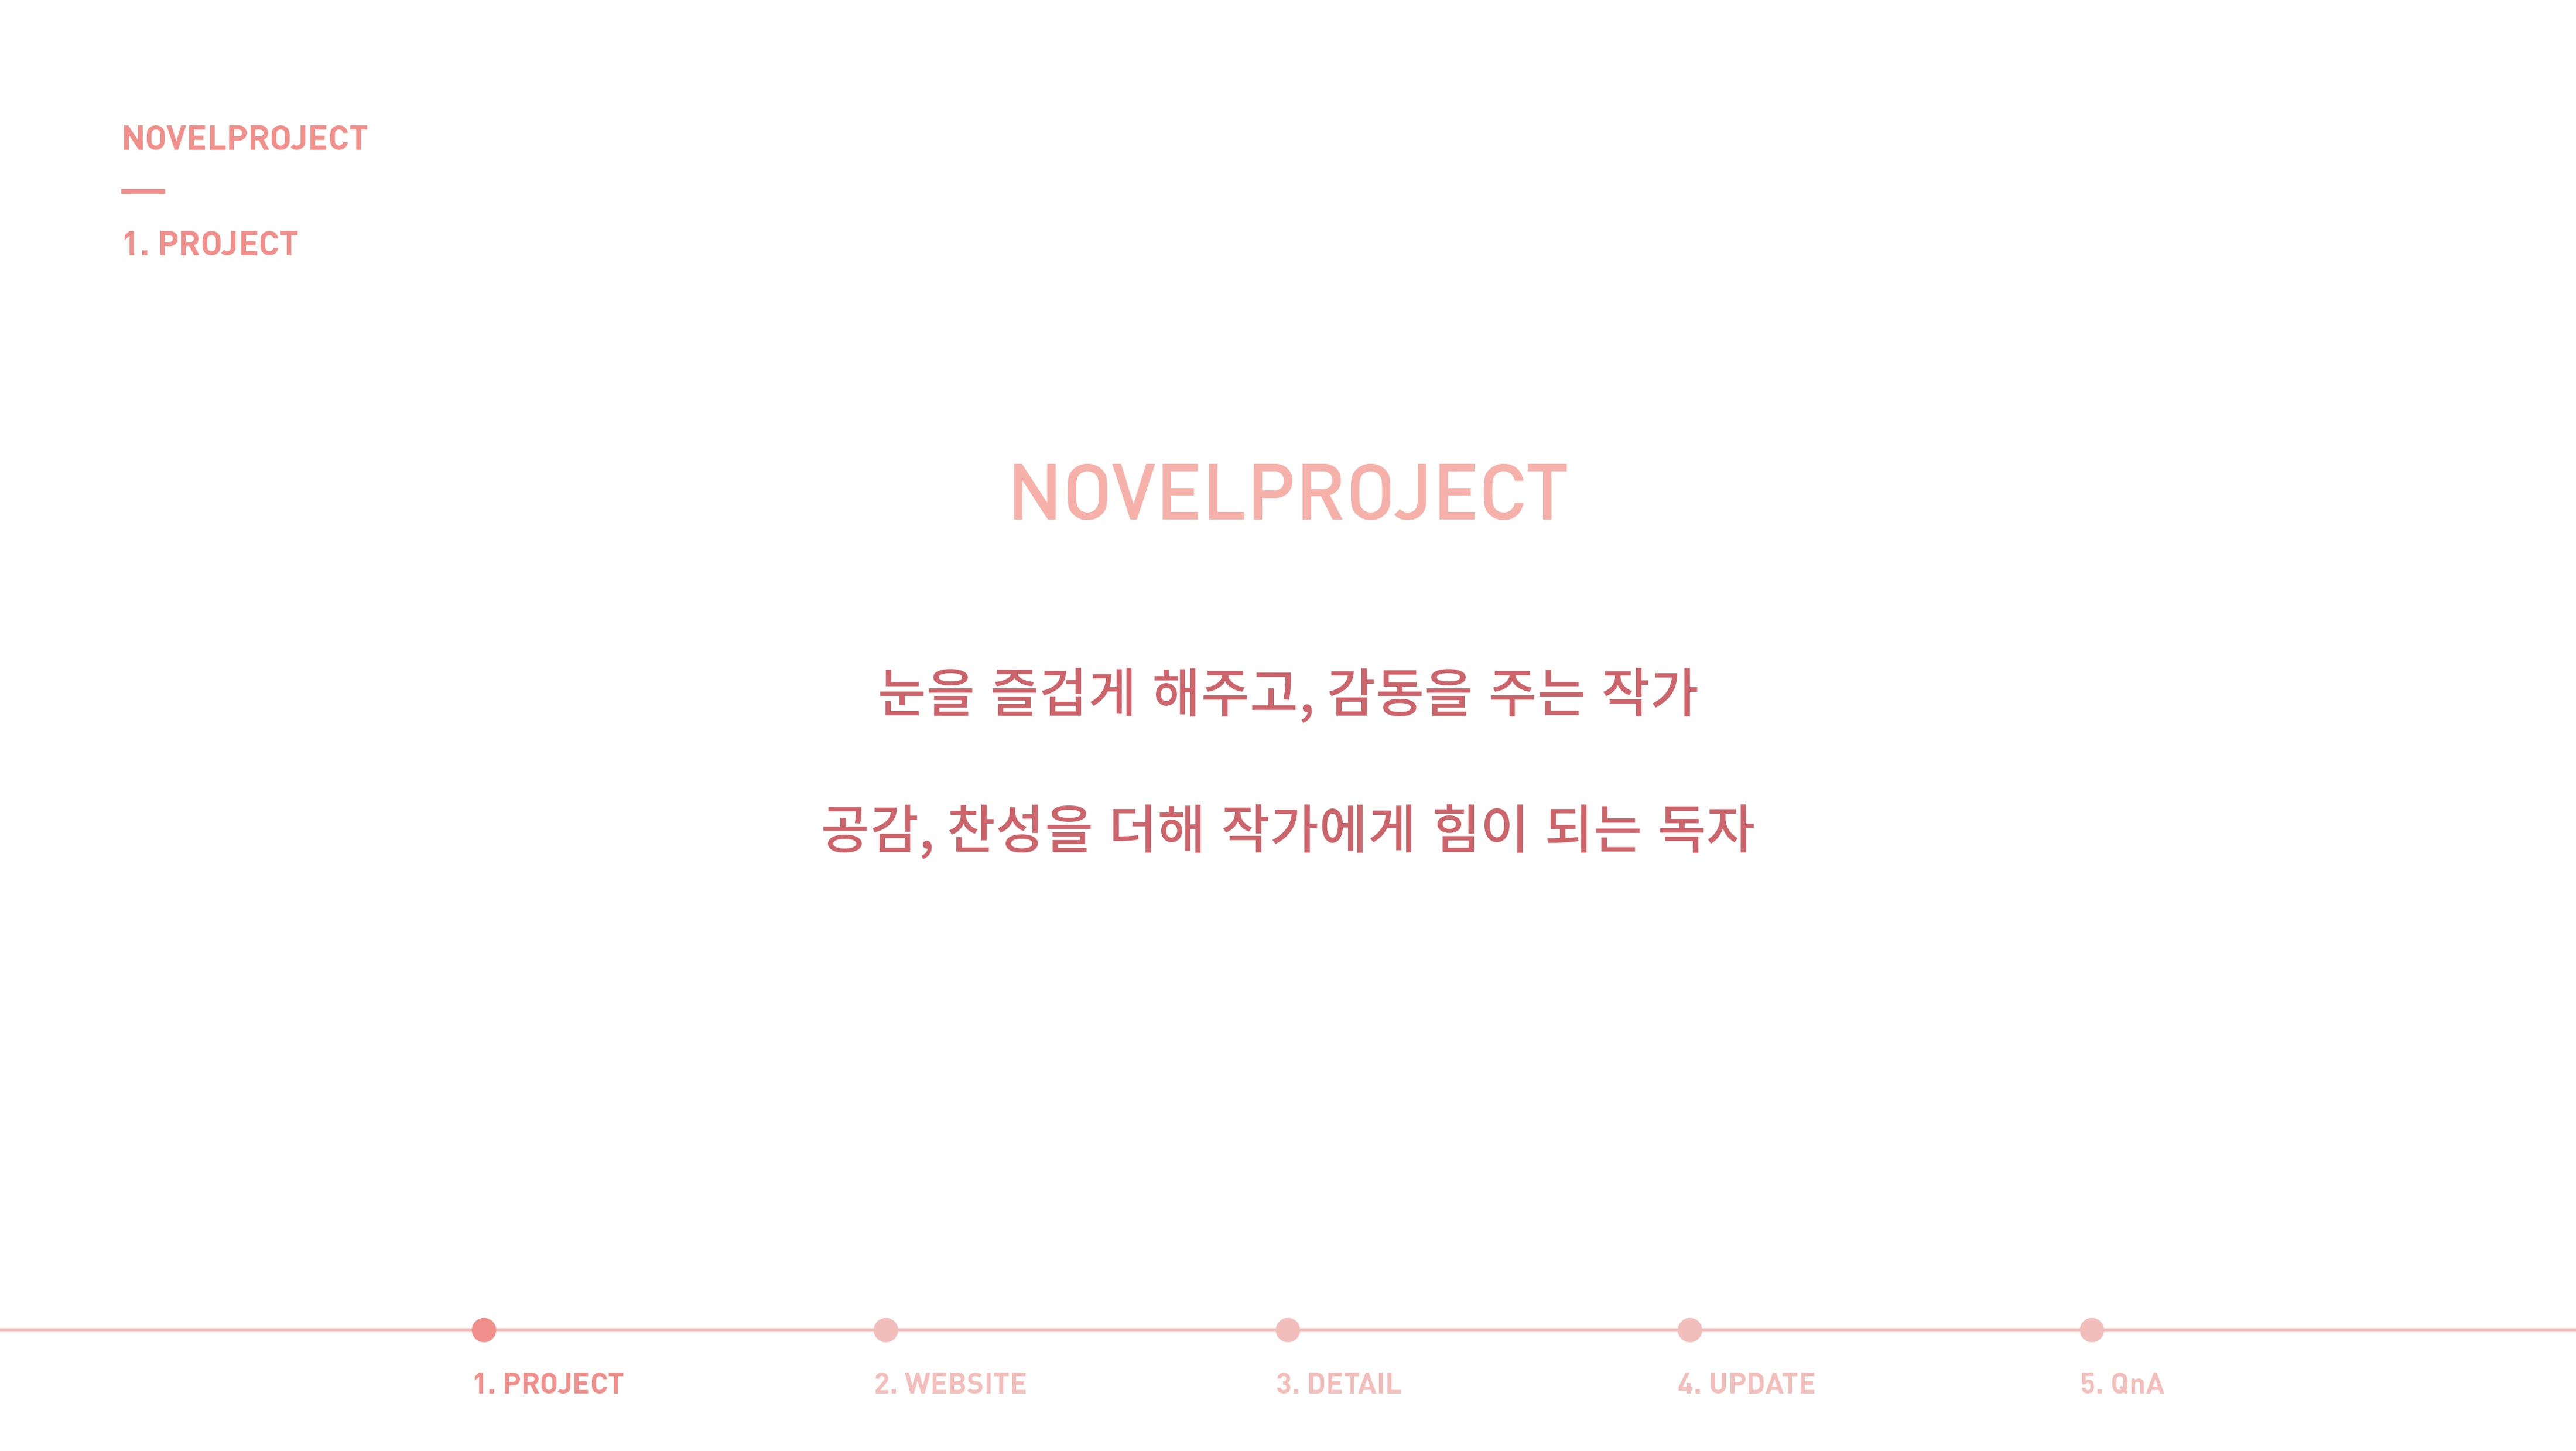 NOVELPROJECT
1. PROJECT
NOVELPROJECT
눈을 즐겁게 해주고, 감동을 주는 작가
공감, 찬성을 더해 작가에게 힘이 되는 독자
1. PROJECT
2. WEBSITE
3. DETAIL
4. UPDATE
5. QnA